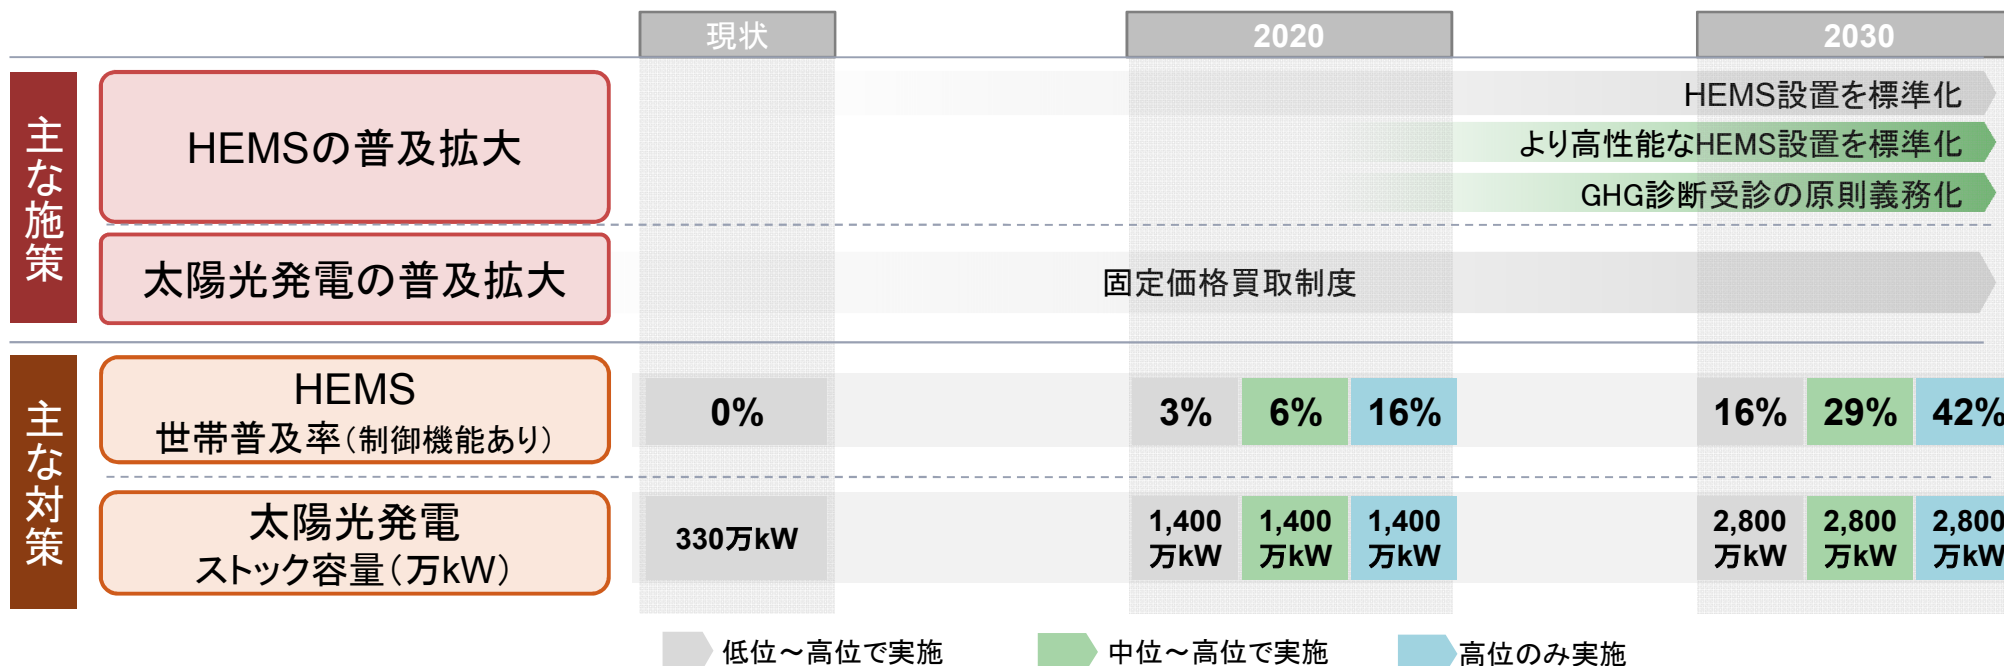 現状
2020
2030
主な施策
HEMSの普及拡大
HEMS設置を標準化
より高性能なHEMS設置を標準化
GHG診断受診の原則義務化
太陽光発電の普及拡大
固定価格買取制度
主な対策
HEMS
世帯普及率(制御機能あり)
0%
3%
6%
16%
16%
29%
42%
太陽光発電
ストック容量(万kW)
330万kW
1,400
万kW
1,400
万kW
1,400
万kW
2,800
万kW
2,800
万kW
2,800
万kW
低位～高位で実施
中位～高位で実施
高位のみ実施